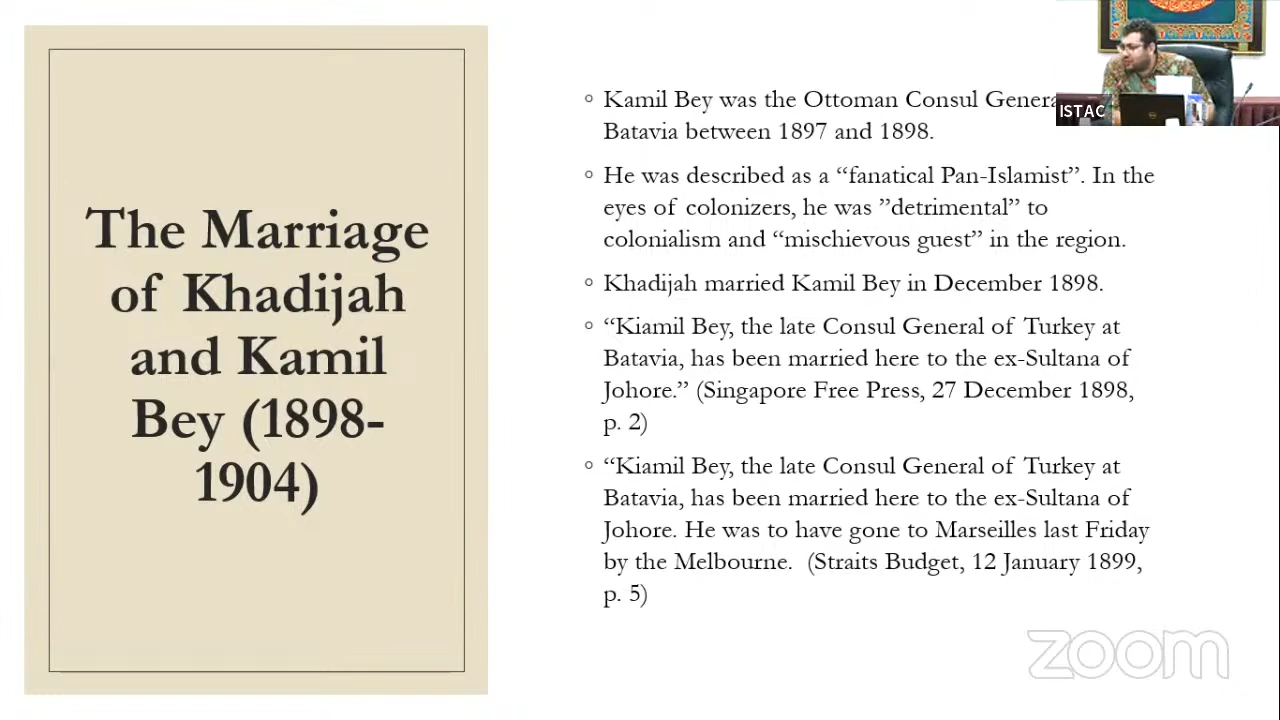 The Marriage
of Khadijah
and Kamil
Bey (1898-
1904)
◦ Kamil Bey was the Ottoman Consul Genera
Batavia between 1897 and 1898.
◦ He was described as a “fanatical Pan-Islamist”. In the
eyes of colonizers, he was ”detrimental” to
colonialism and “mischievous guest” in the region.
◦ Khadijah married Kamil Bey in December 1898.
◦ “Kiamil Bey, the late Consul General of Turkey at
Batavia, has been married here to the ex-Sultana of
Johore.” (Singapore Free Press, 27 December 1898,
p. 2)
◦ “Kiamil Bey, the late Consul General of Turkey at
Batavia, has been married here to the ex-Sultana of
Johore. He was to have gone to Marseilles last Friday
by the Melbourne.  (Straits Budget, 12 January 1899,
p. 5)
ISTAC
zoom